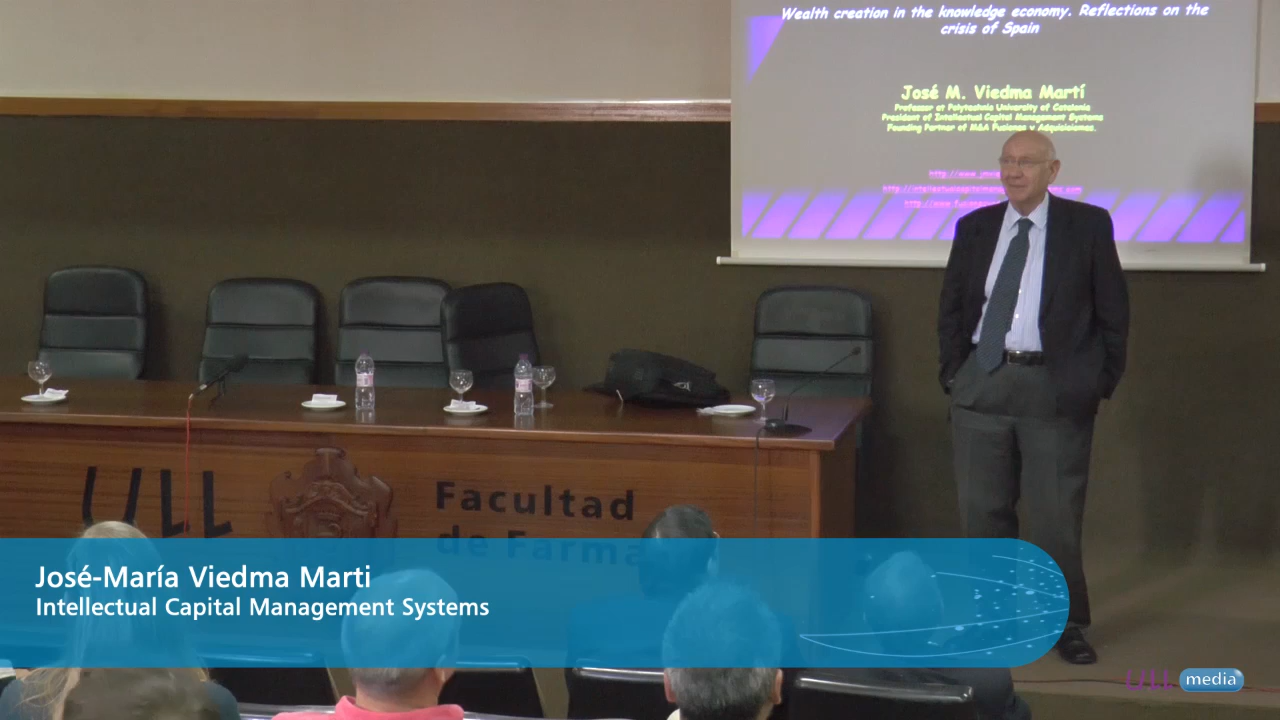 Wealth creation in the knowledge economy. Reflections on the
crisis of Spain
José M. Viedma Martí
Professor at Polytechnic University of Catalonia
President of Intellectual Capital Management Systems
Founding Partner of M&A Fusiones y Adquisiciones.
ULL
Facultad
de Farma
José-María Viedma Marti
Intellectual Capital Management Systems
ULL media